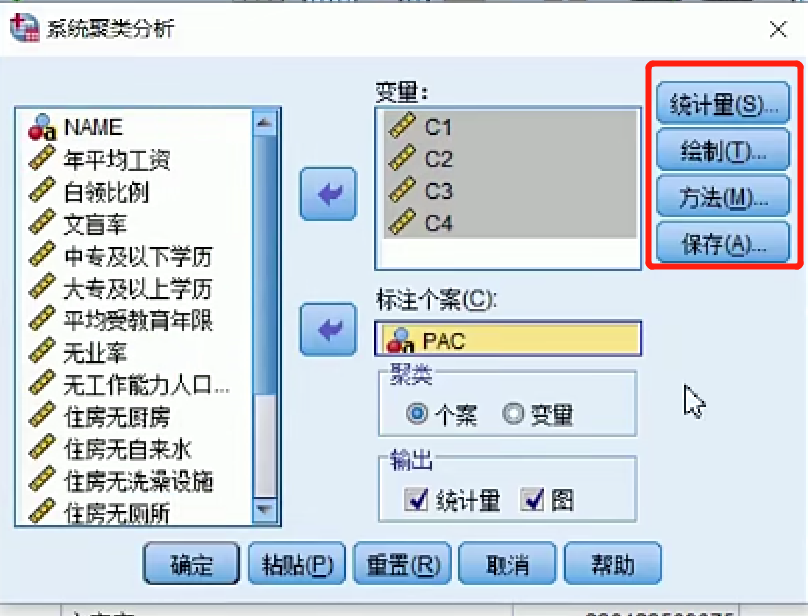 系统聚类分析
变量：
NAME
年平均工资
白领比例
文盲率
中专及以下学历
大专及以上学历
平均受教育年限
无业率
无工作能力人口...
住房无厨房
住房无自来水
住房无洗澡设施
住房无厕所
C1
C2
C3
C4
统计量(S)...
绘制(T)...
方法(M)...
保存(A)...
标注个案(C):
PAC
聚类
个案 变量
输出
统计量 图
确定 粘贴(P) 重置(R) 取消 帮助